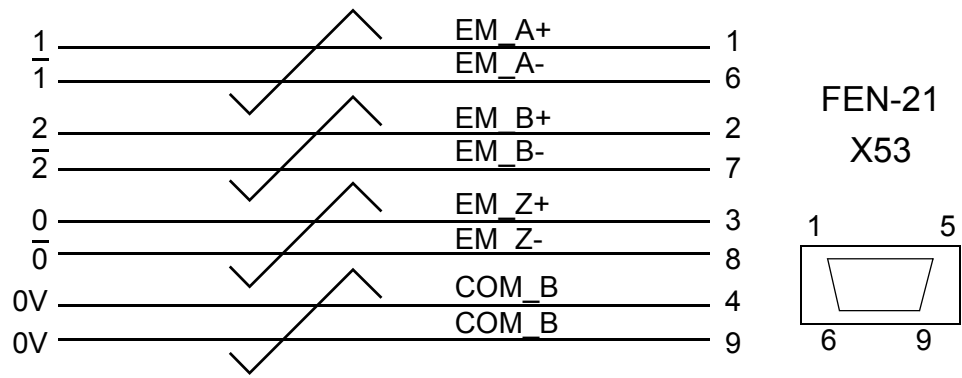 1 EM_A+ 1
1̅ EM_A- 6
2 EM_B+ 2
2̅ EM_B- 7
0 EM_Z+ 3
0̅ EM_Z- 8
0V COM_B 4
0V COM_B 9
FEN-21
X53
1 5
6 9